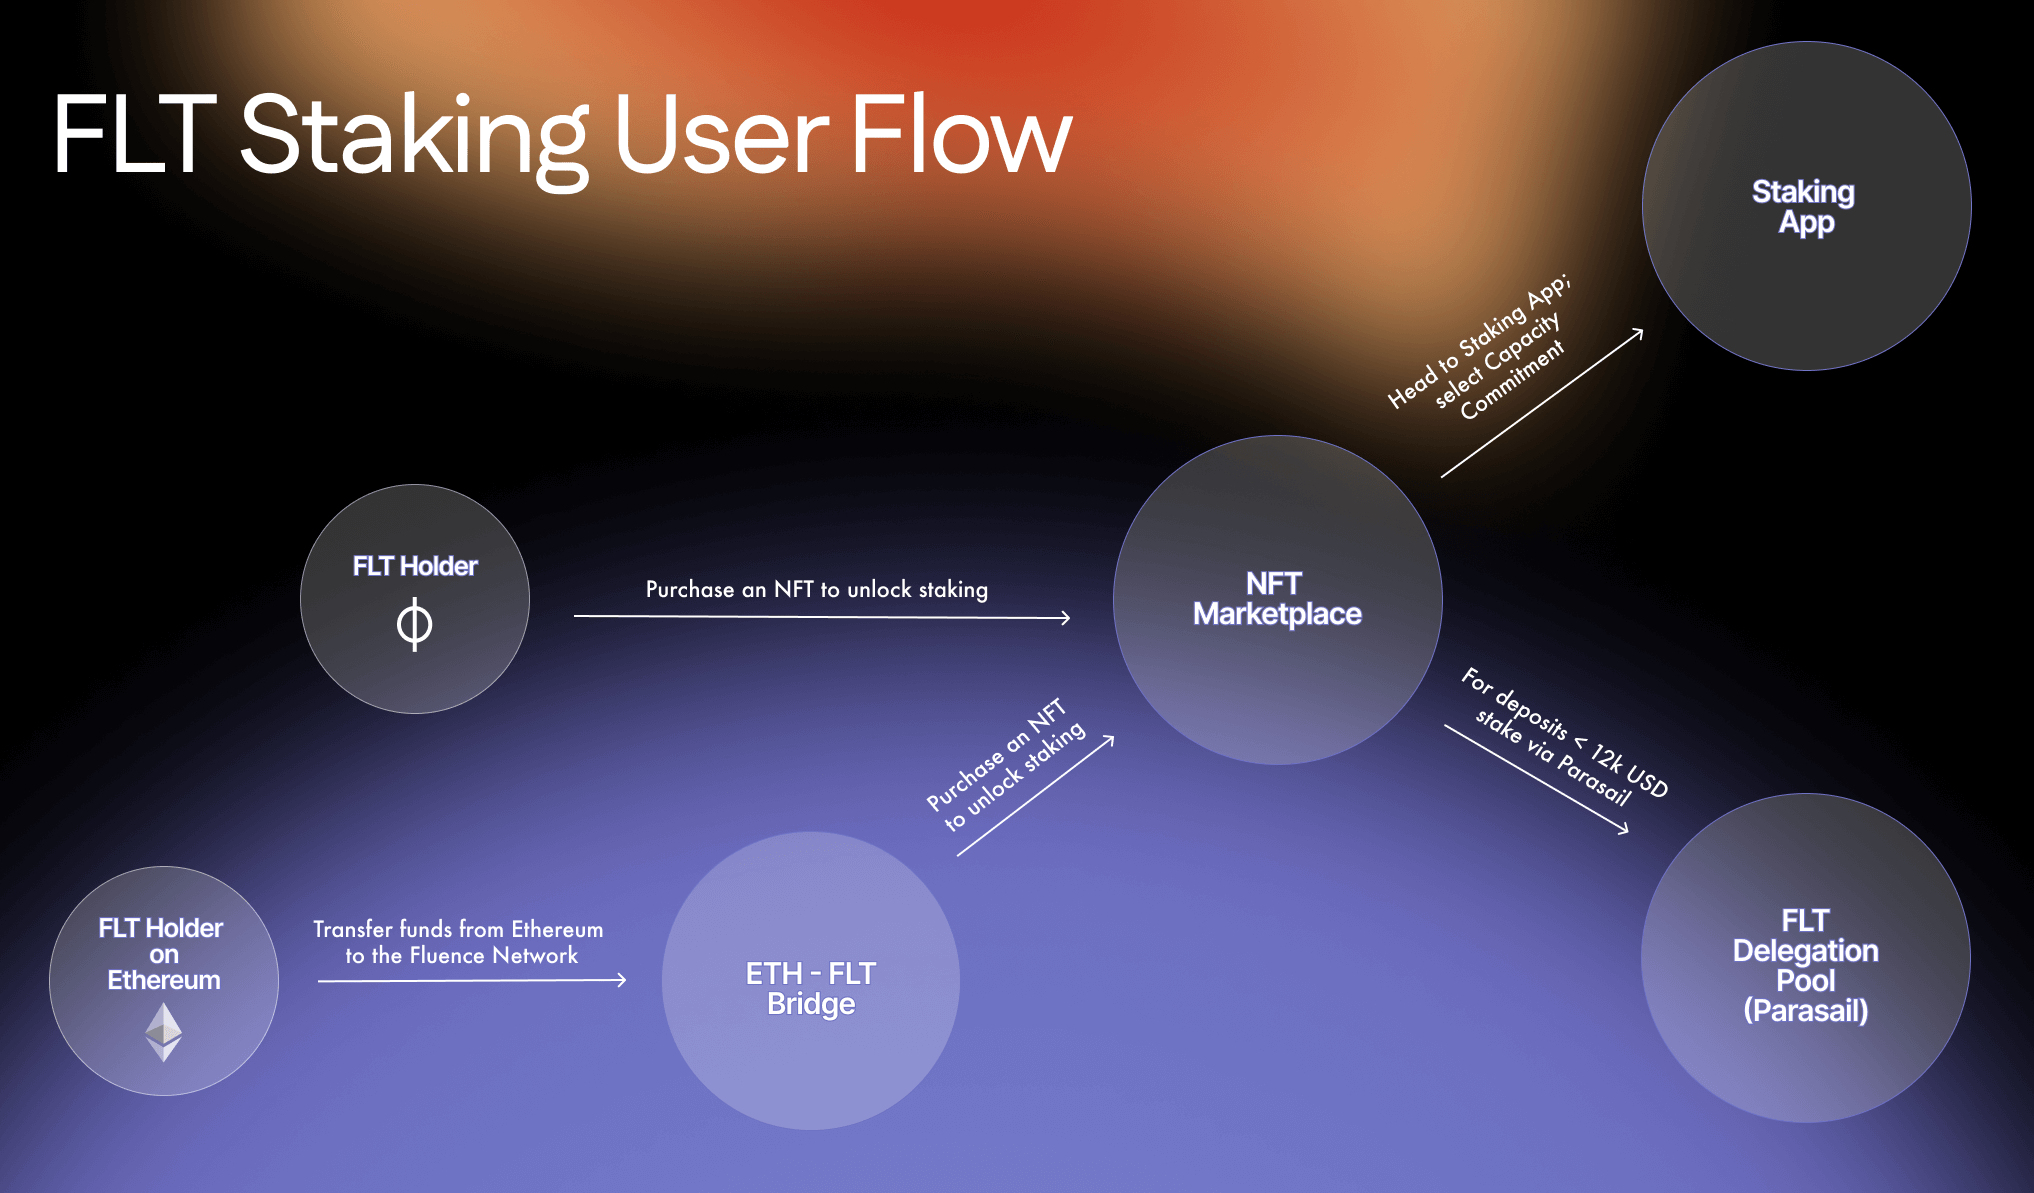 FLT Staking User Flow
Staking
App
Head to Staking App;
select Capacity
Commitment
FLT Holder
Purchase an NFT to unlock staking
NFT
Marketplace
For deposits < 12k USD
stake via Parasail
Purchase an NFT
to unlock staking
FLT Holder
on
Ethereum
Transfer funds from Ethereum
to the Fluence Network
ETH - FLT
Bridge
FLT
Delegation
Pool
(Parasail)